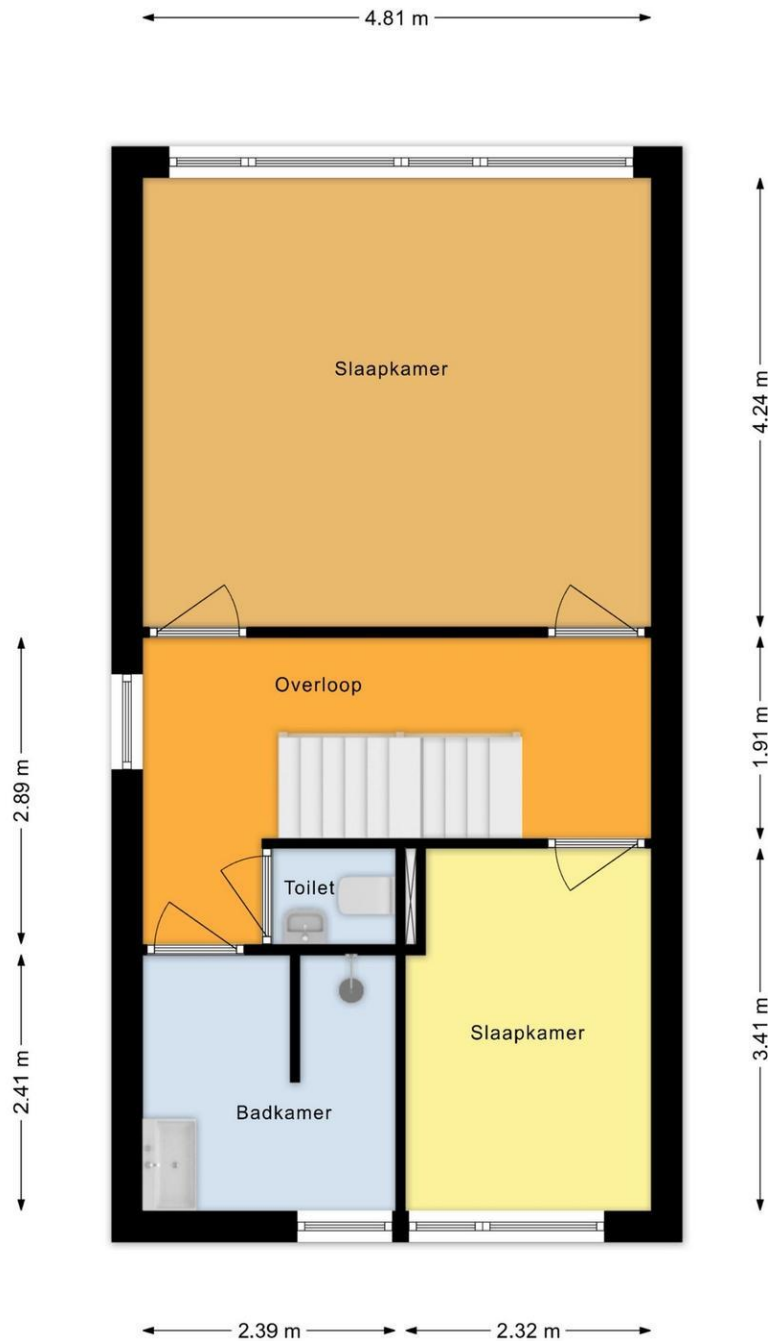 4.81 m
Slaapkamer
4.24 m
Overloop
1.91 m
2.89 m
Toilet
Slaapkamer
3.41 m
2.41 m
Badkamer
2.39 m
2.32 m